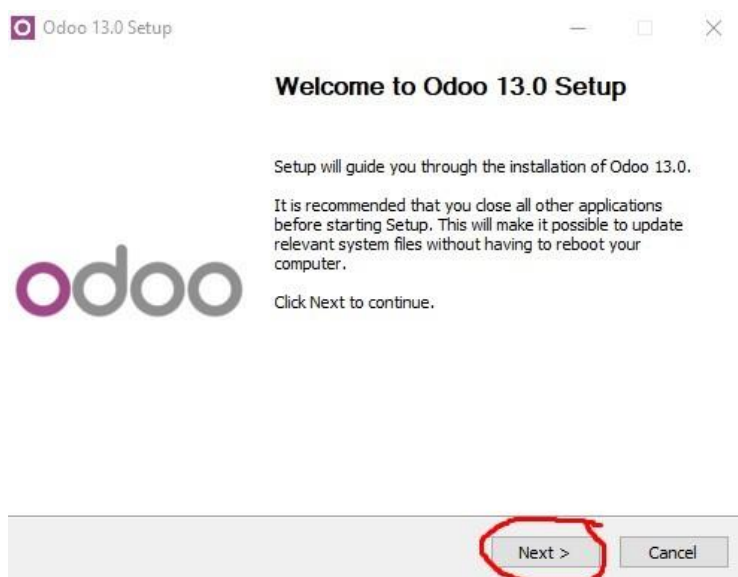 Odoo 13.0 Setup
Welcome to Odoo 13.0 Setup
Setup will guide you through the installation of Odoo 13.0.
It is recommended that you close all other applications
before starting Setup. This will make it possible to update
relevant system files without having to reboot your
computer.
odoo
Click Next to continue.
Next >
Cancel